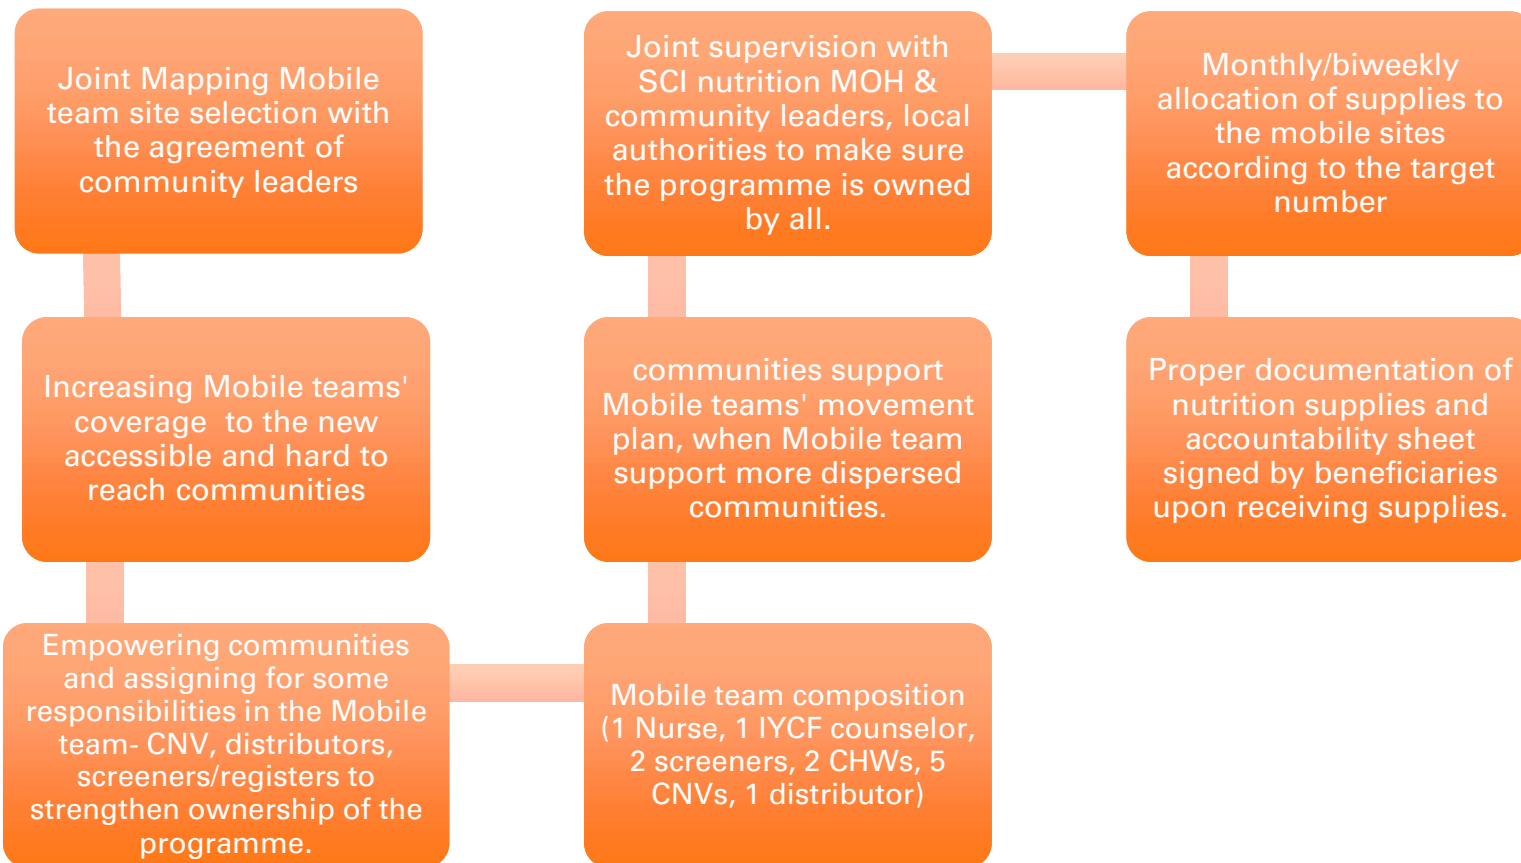 Joint Mapping Mobile
team site selection with
the agreement of
community leaders
Increasing Mobile teams'
coverage  to the new
accessible and hard to
reach communities
Empowering communities
and assigning for some
responsibilities in the Mobile
team- CNV, distributors,
screeners/registers to
strengthen ownership of the
programme.
Mobile team composition
(1 Nurse, 1 IYCF counselor,
2 screeners, 2 CHWs, 5
CNVs, 1 distributor)
communities support
Mobile teams' movement
plan, when Mobile team
support more dispersed
communities.
Joint supervision with
SCI nutrition MOH &
community leaders, local
authorities to make sure
the programme is owned
by all.
Monthly/biweekly
allocation of supplies to
the mobile sites
according to the target
number
Proper documentation of
nutrition supplies and
accountability sheet
signed by beneficiaries
upon receiving supplies.